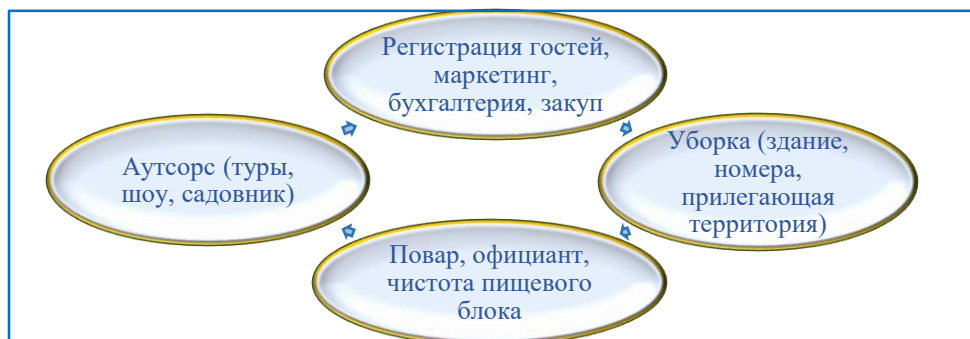 Регистрация гостей,
маркетинг,
бухгалтерия, закуп
Аутсорс (туры,
шоу, садовник)
Уборка (здание,
номера,
прилегающая
территория)
Повар, официант,
чистота пищевого
блока